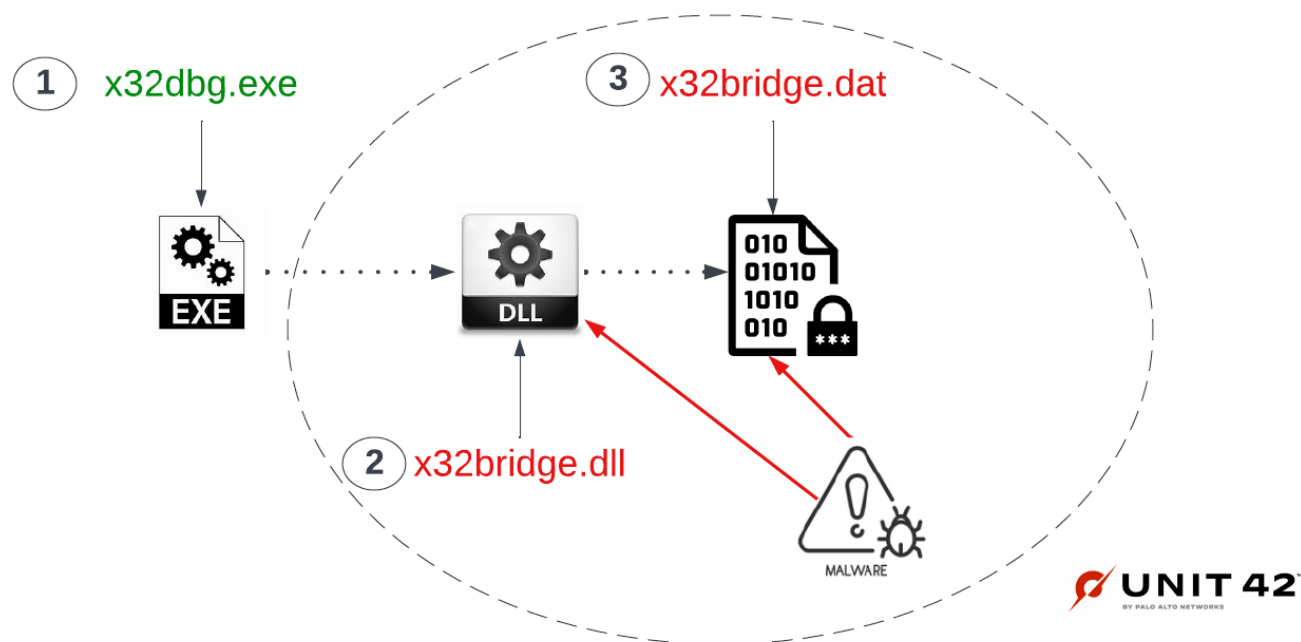 1 x32dbg.exe
3 x32bridge.dat
EXE
DLL
010
01010
1010
010
***
2 x32bridge.dll
MALWARE
UNIT 42
BY PALO ALTO NETWORKS